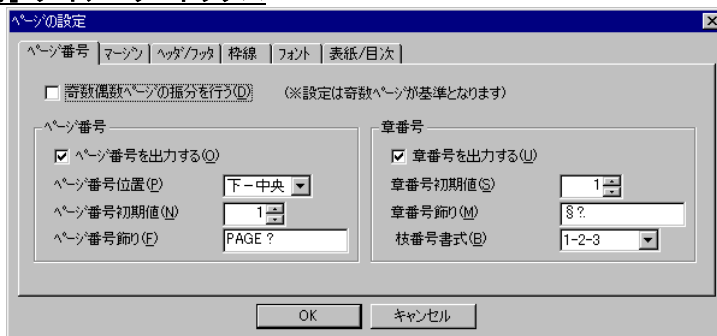 ﾍﾟｰｼﾞの設定
ﾍﾟｰｼﾞ番号 ﾏｰｼﾞﾝ ﾍｯﾀﾞ/ﾌｯﾀ 枠線 ﾌｫﾝﾄ 表紙/目次
奇数偶数ﾍﾟｰｼﾞの振分を行う(D) (※設定は奇数ﾍﾟｰｼﾞが基準となります)
ﾍﾟｰｼﾞ番号
ﾍﾟｰｼﾞ番号を出力する(O)
ﾍﾟｰｼﾞ番号位置(P) 下－中央
ﾍﾟｰｼﾞ番号初期値(N) 1
ﾍﾟｰｼﾞ番号飾り(F) PAGE ?
章番号
章番号を出力する(U)
章番号初期値(S) 1
章番号飾り(M) §?.
枝番号書式(B) 1-2-3
OK キャンセル